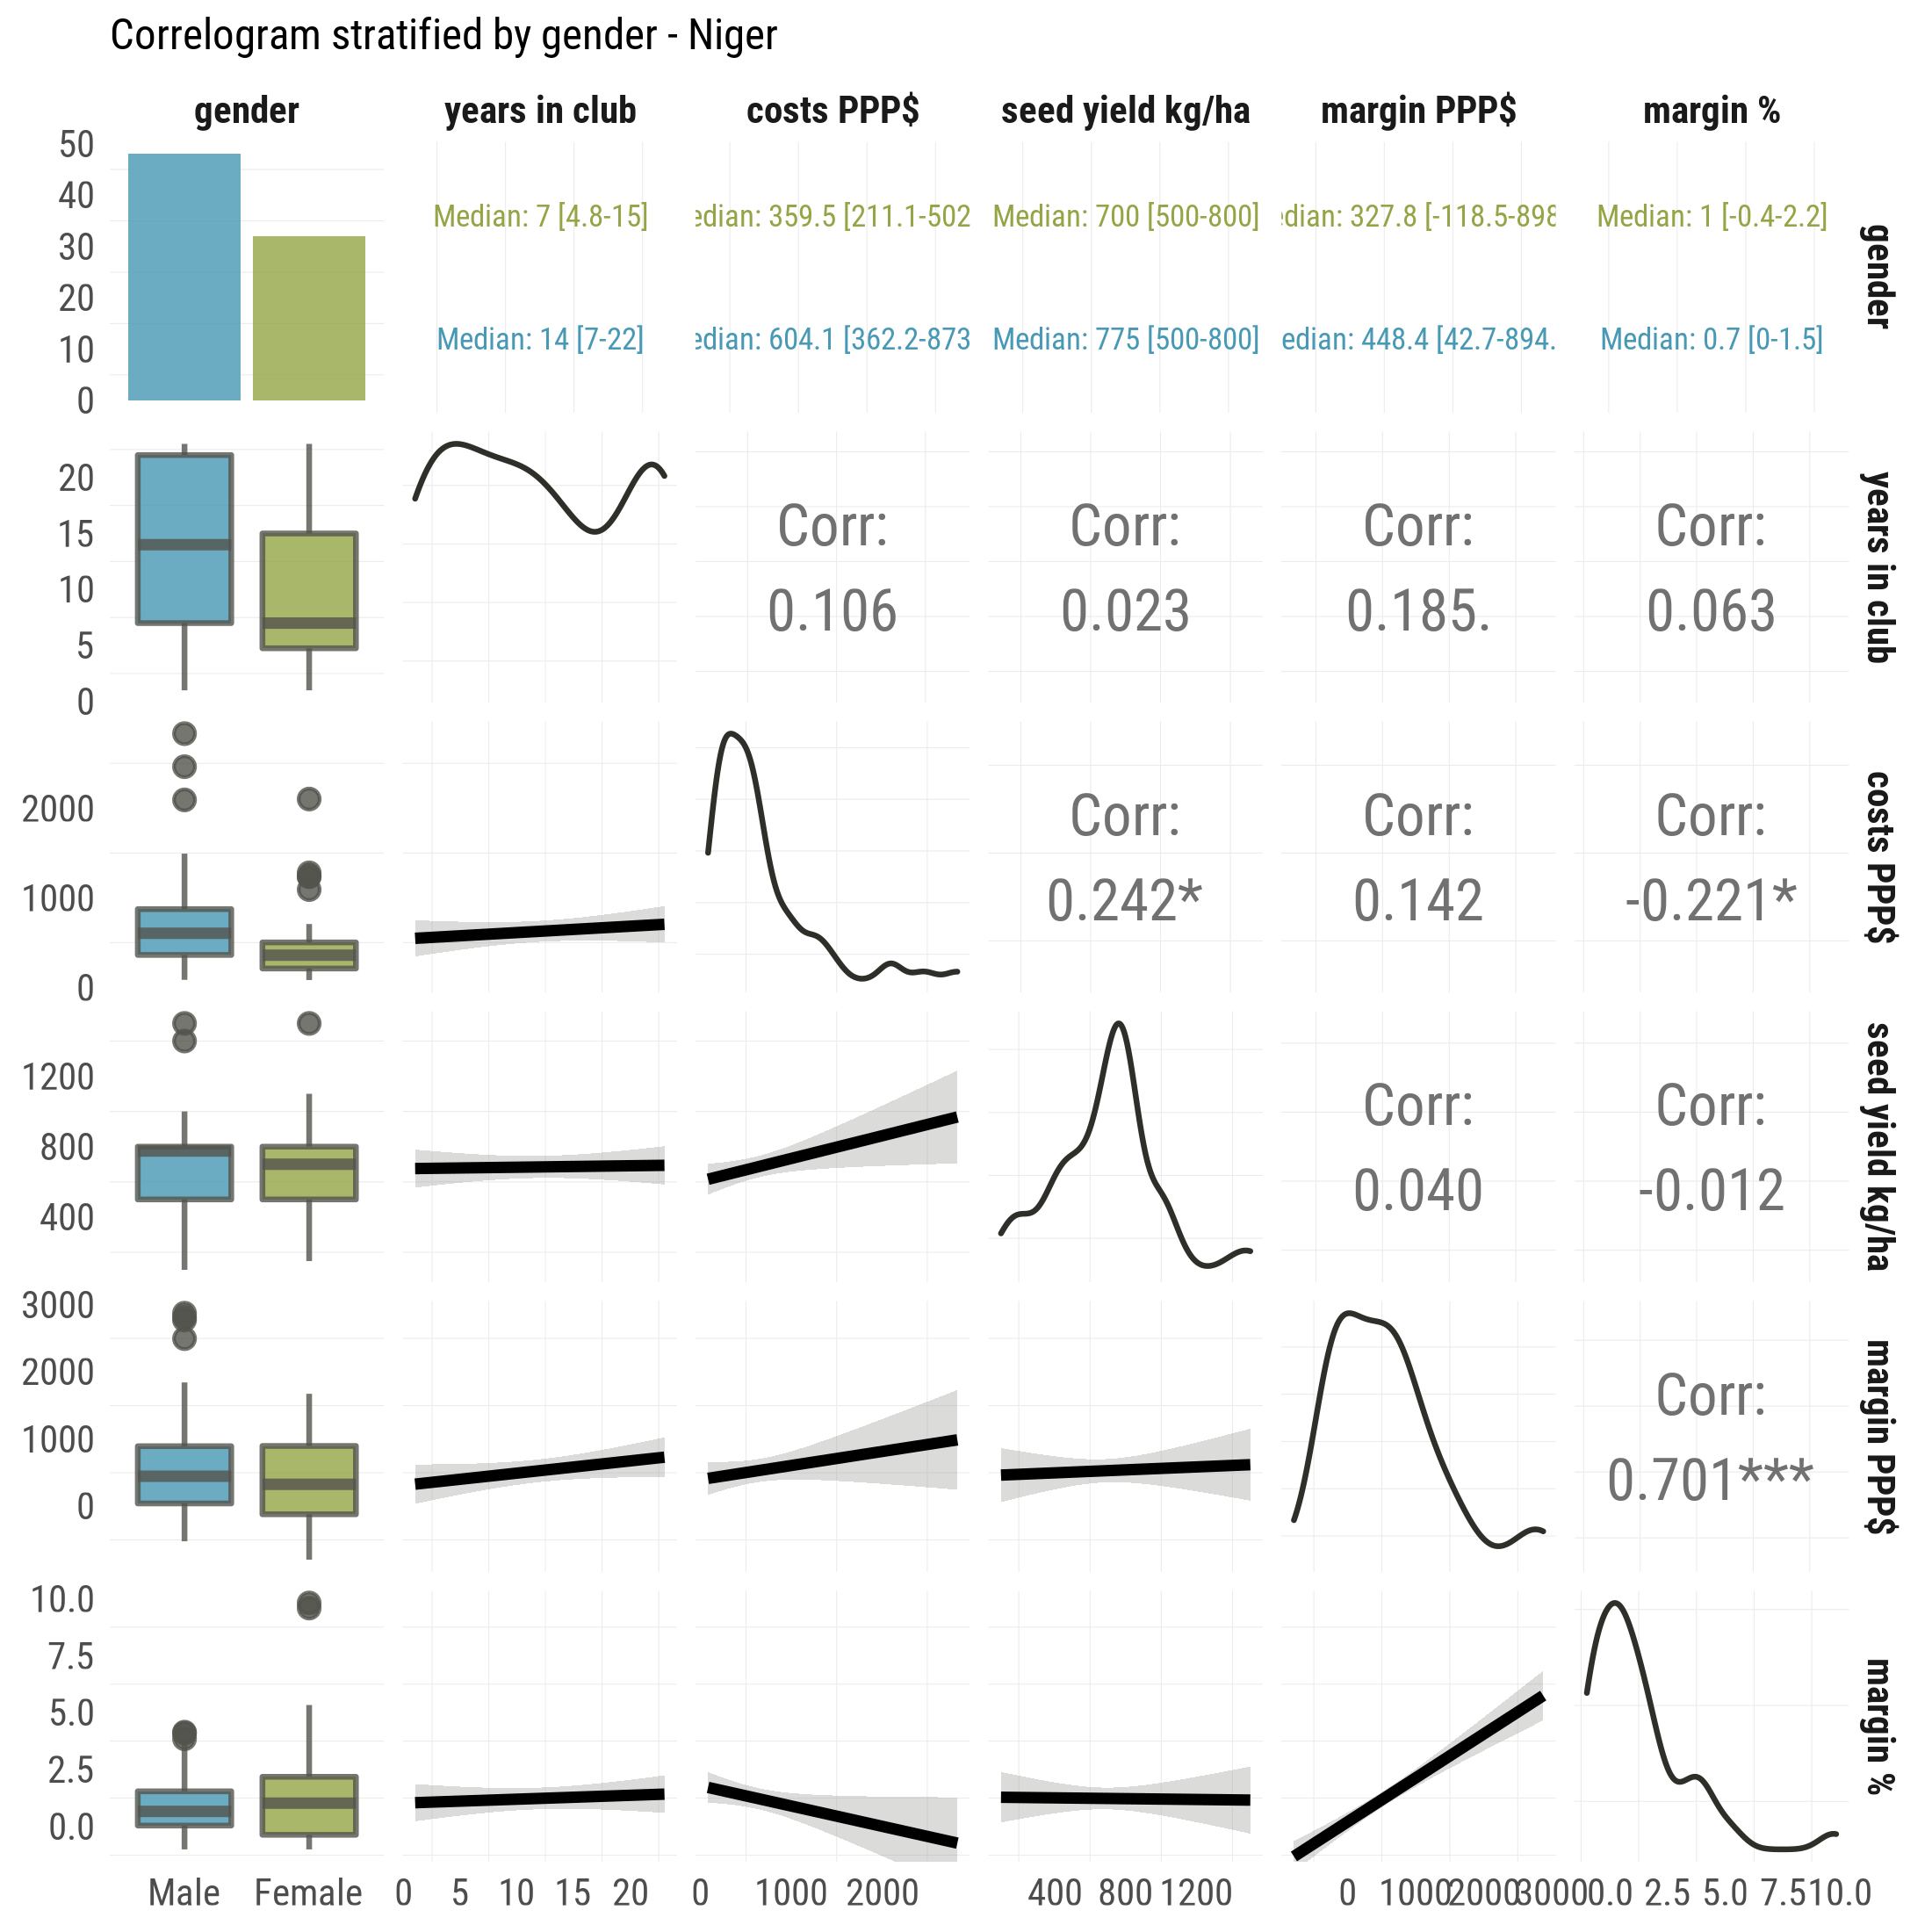 Correlogram stratified by gender - Niger
gender years in club costs PPP$ seed yield kg/ha margin PPP$ margin %
50
40
30
20
10
0
Median: 7 [4.8-15] edian: 359.5 [211.1-502 Median: 700 [500-800] edian: 327.8 [-118.5-898 Median: 1 [-0.4-2.2]
Median: 14 [7-22] edian: 604.1 [362.2-873 Median: 775 [500-800] edian: 448.4 [42.7-894. Median: 0.7 [0-1.5]
gender
20
15
10
5
0
Corr: Corr: Corr: Corr:
0.106 0.023 0.185. 0.063
years in club
2000
1000
0
Corr: Corr: Corr:
0.242* 0.142 -0.221*
costs PPP$
1200
800
400
Corr: Corr:
0.040 -0.012
seed yield kg/ha
3000
2000
1000
0
Corr:
0.701***
margin PPP$
10.0
7.5
5.0
2.5
0.0
margin %
Male Female 0 5 10 15 20 0 1000 2000 400 800 1200 0 1000 2000 3000 0.0 2.5 5.0 7.5 10.0